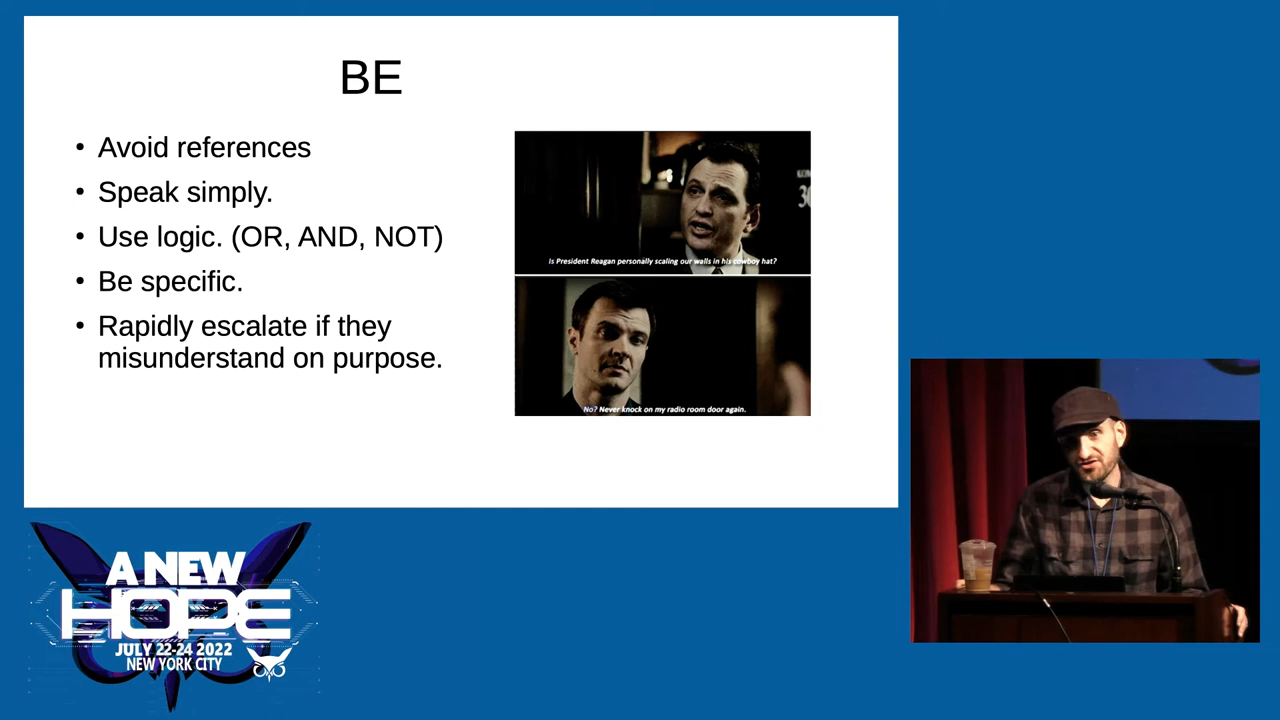 BE
• Avoid references
• Speak simply.
• Use logic. (OR, AND, NOT)
• Be specific.
• Rapidly escalate if they
misunderstand on purpose.
Is President Reagan personally scaling our walls in his cowboy hat?
No? Never knock on my radio room door again.
A NEW
HOPE
JULY 22-24 2022
NEW YORK CITY